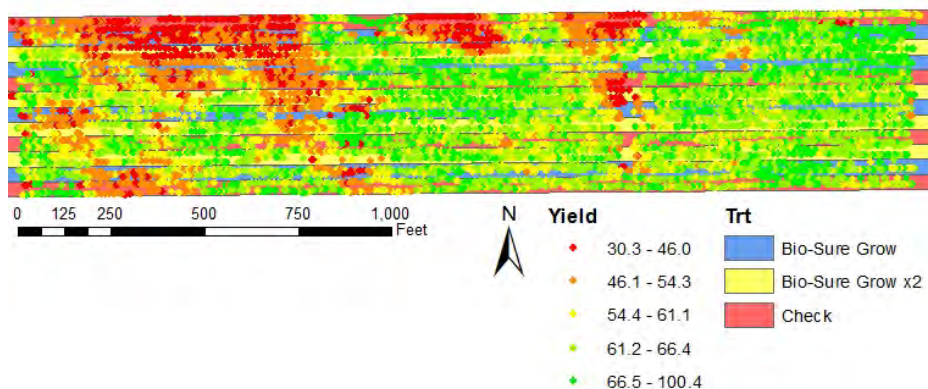 0 125 250 500 750 1,000
Feet
N
Yield
30.3 - 46.0
46.1 - 54.3
54.4 - 61.1
61.2 - 66.4
66.5 - 100.4
Trt
Bio-Sure Grow
Bio-Sure Grow x2
Check